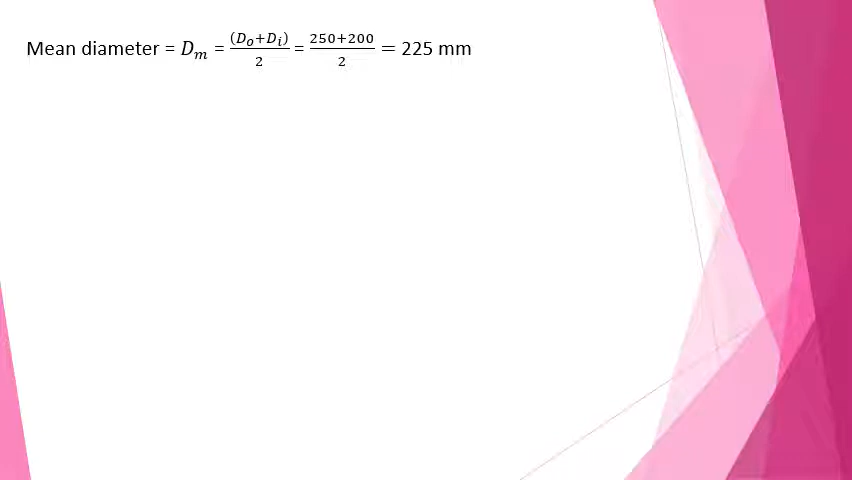 Mean diameter = D_m = (D_o+D_i)/2 = 250+200/2 = 225 mm